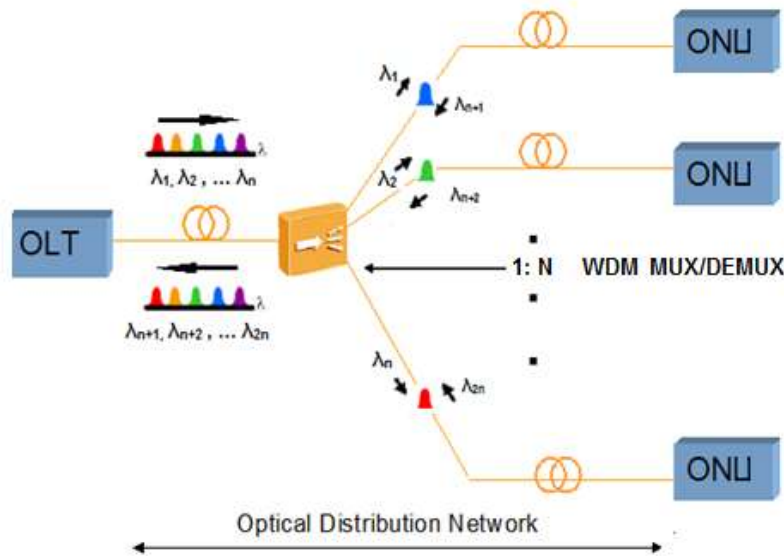 ONU
λ1
λn+1
λ
λ1, λ2 , ... λn
ONU
λ2
λn+2
OLT
1: N WDM MUX/DEMUX
λ
λn+1, λn+2 , ... λ2n
λn
λ2n
ONU
Optical Distribution Network